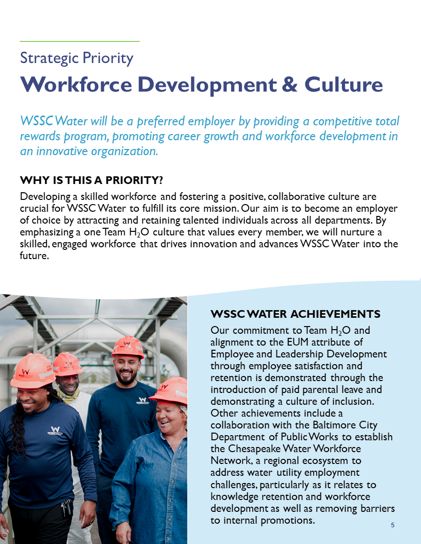 Strategic Priority
Workforce Development & Culture
WSSC Water will be a preferred employer by providing a competitive total
rewards program, promoting career growth and workforce development in
an innovative organization.
WHY IS THIS A PRIORITY?
Developing a skilled workforce and fostering a positive, collaborative culture are
crucial for WSSC Water to fulfill its core mission. Our aim is to become an employer
of choice by attracting and retaining talented individuals across all departments. By
emphasizing a one Team H₂O culture that values every member, we will nurture a
skilled, engaged workforce that drives innovation and advances WSSC Water into the
future.
WSSC WATER ACHIEVEMENTS
Our commitment to Team H₂O and
alignment to the EUM attribute of
Employee and Leadership Development
through employee satisfaction and
retention is demonstrated through the
introduction of paid parental leave and
demonstrating a culture of inclusion.
Other achievements include a
collaboration with the Baltimore City
Department of Public Works to establish
the Chesapeake Water Workforce
Network, a regional ecosystem to
address water utility employment
challenges, particularly as it relates to
knowledge retention and workforce
development as well as removing barriers
to internal promotions.
5